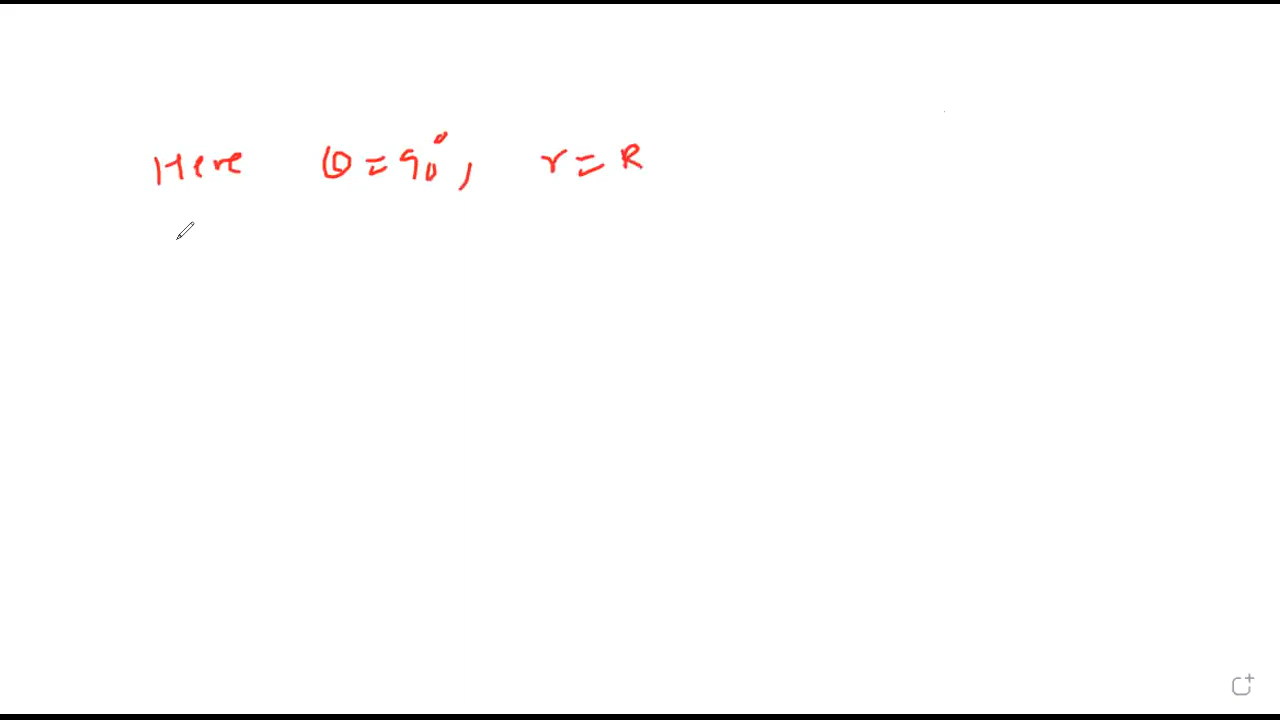 Here θ = 90°, r = R